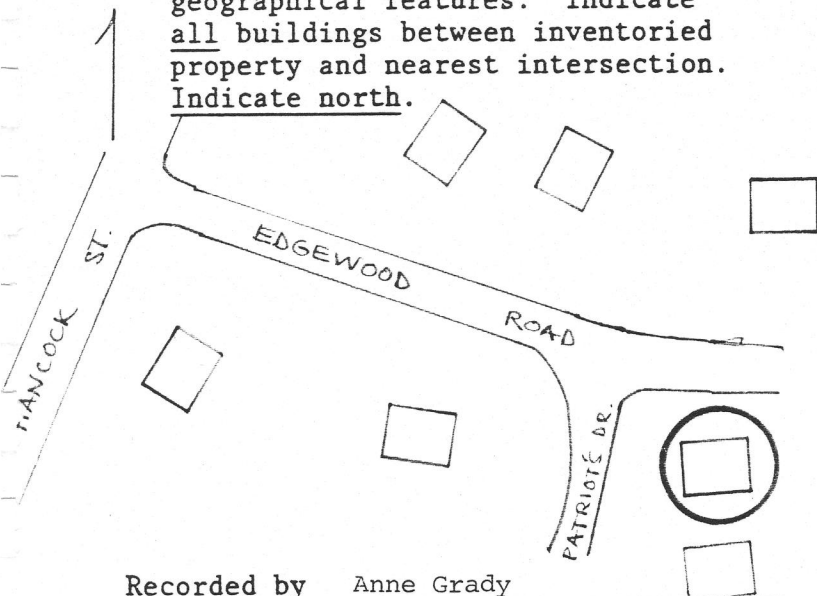 geographical features. Indicate
all buildings between inventoried
property and nearest intersection.
Indicate north.
HANCOCK ST.
EDGEWOOD ROAD
PATRIOTS DR.
Recorded by Anne Grady